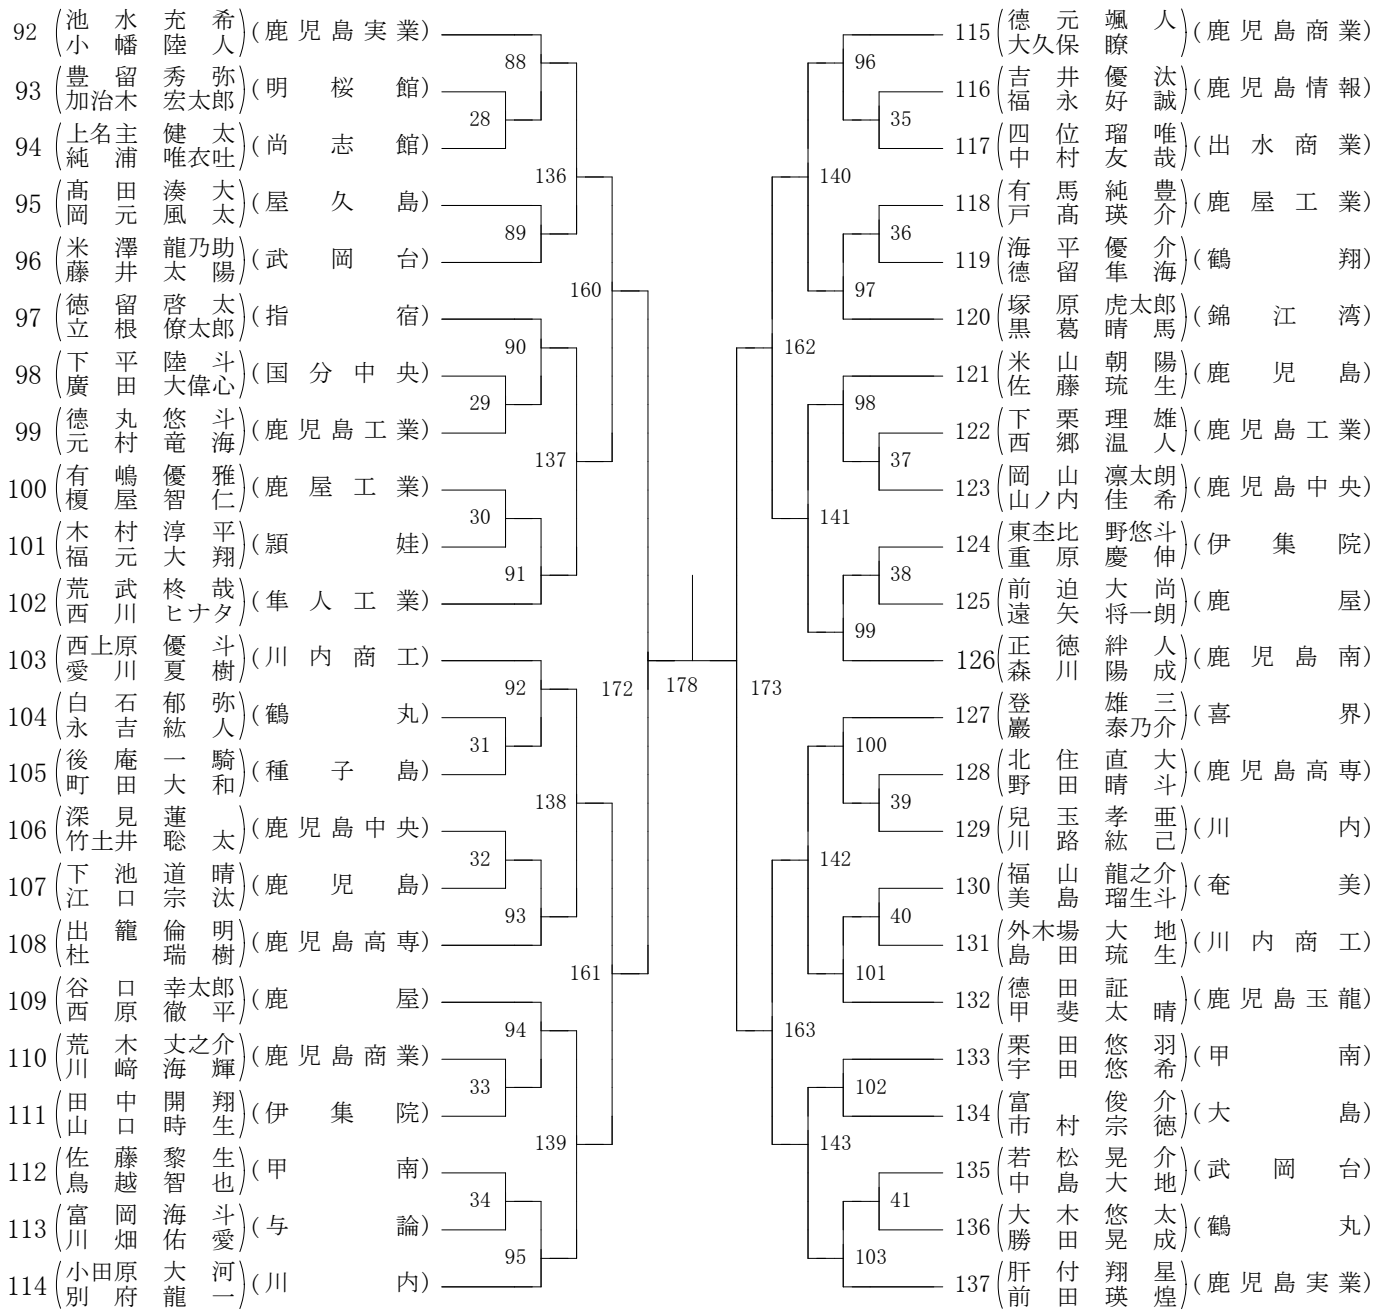 92 (池水充希 小幡陸人)(鹿児島実業)
93 (豊留秀弥 加治木宏太郎)(明桜館)
94 (上名主健太 純浦唯衣吐)(尚志館)
95 (髙田湊大 岡元風太)(屋久島)
96 (米澤龍乃助 藤井太陽)(武岡台)
97 (徳留啓太 立根僚太郎)(指宿)
98 (下平陸斗 廣田大偉心)(国分中央)
99 (德丸悠斗 元村竜海)(鹿児島工業)
100 (有嶋優雅 榎屋智仁)(鹿屋工業)
101 (木村淳平 福元大翔)(頴娃)
102 (荒武柊哉 西川ヒナタ)(隼人工業)
103 (西上原優斗 愛川夏樹)(川内商工)
104 (白石郁弥 永吉紘人)(鶴丸)
105 (後庵一騎 町田大和)(種子島)
106 (深見蓮 竹土井聡太)(鹿児島中央)
107 (下池道晴 江口宗汰)(鹿児島)
108 (出籠倫明 杜瑞樹)(鹿児島高専)
109 (谷口幸太郎 西原徹平)(鹿屋)
110 (荒木丈之介 川﨑海輝)(鹿児島商業)
111 (田中開翔 山口時生)(伊集院)
112 (佐藤黎生 鳥越智也)(甲南)
113 (富岡海斗 川畑佑愛)(与論)
114 (小田原大河 別府龍一)(川内)
88
28
136
89
160
90
29
137
30
91
92
172
31
138
32
93
161
94
33
139
34
95
178
96
35
140
36
97
162
98
37
141
38
99
173
100
39
142
40
101
163
102
143
41
103
115 (德元颯人 大久保瞭)(鹿児島商業)
116 (吉井優汰 福永好誠)(鹿児島情報)
117 (四位瑠唯 中村友哉)(出水商業)
118 (有馬純豊 戸髙瑛介)(鹿屋工業)
119 (海平優介 德留隼海)(鶴翔)
120 (塚原虎太郎 黒葛晴馬)(錦江湾)
121 (米山朝陽 佐藤琉生)(鹿児島)
122 (下栗理雄 西郷温人)(鹿児島工業)
123 (岡山凛太朗 山ノ内佳希)(鹿児島中央)
124 (東杢比野悠斗 重原慶伸)(伊集院)
125 (前迫大尚 遠矢将一朗)(鹿屋)
126 (正徳絆人 森川陽成)(鹿児島南)
127 (登雄三 巖泰乃介)(喜界)
128 (北住直大 野田晴斗)(鹿児島高専)
129 (兒玉孝亜 川路紘己)(川内)
130 (福山龍之介 美島瑠生斗)(奄美)
131 (外木場大地 島田琉生)(川内商工)
132 (德田証 甲斐太晴)(鹿児島玉龍)
133 (栗田悠羽 宇田悠希)(甲南)
134 (富俊介 市村宗徳)(大島)
135 (若松晃介 中島大地)(武岡台)
136 (大木悠太 勝田晃成)(鶴丸)
137 (肝付翔星 前田瑛煌)(鹿児島実業)